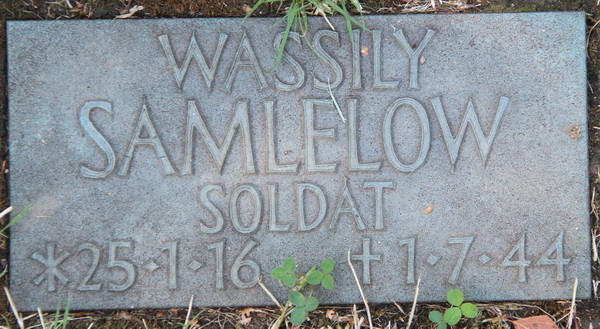 WASSILY
SAMLELOW
SOLDAT
*25·1·16 +1·7·44